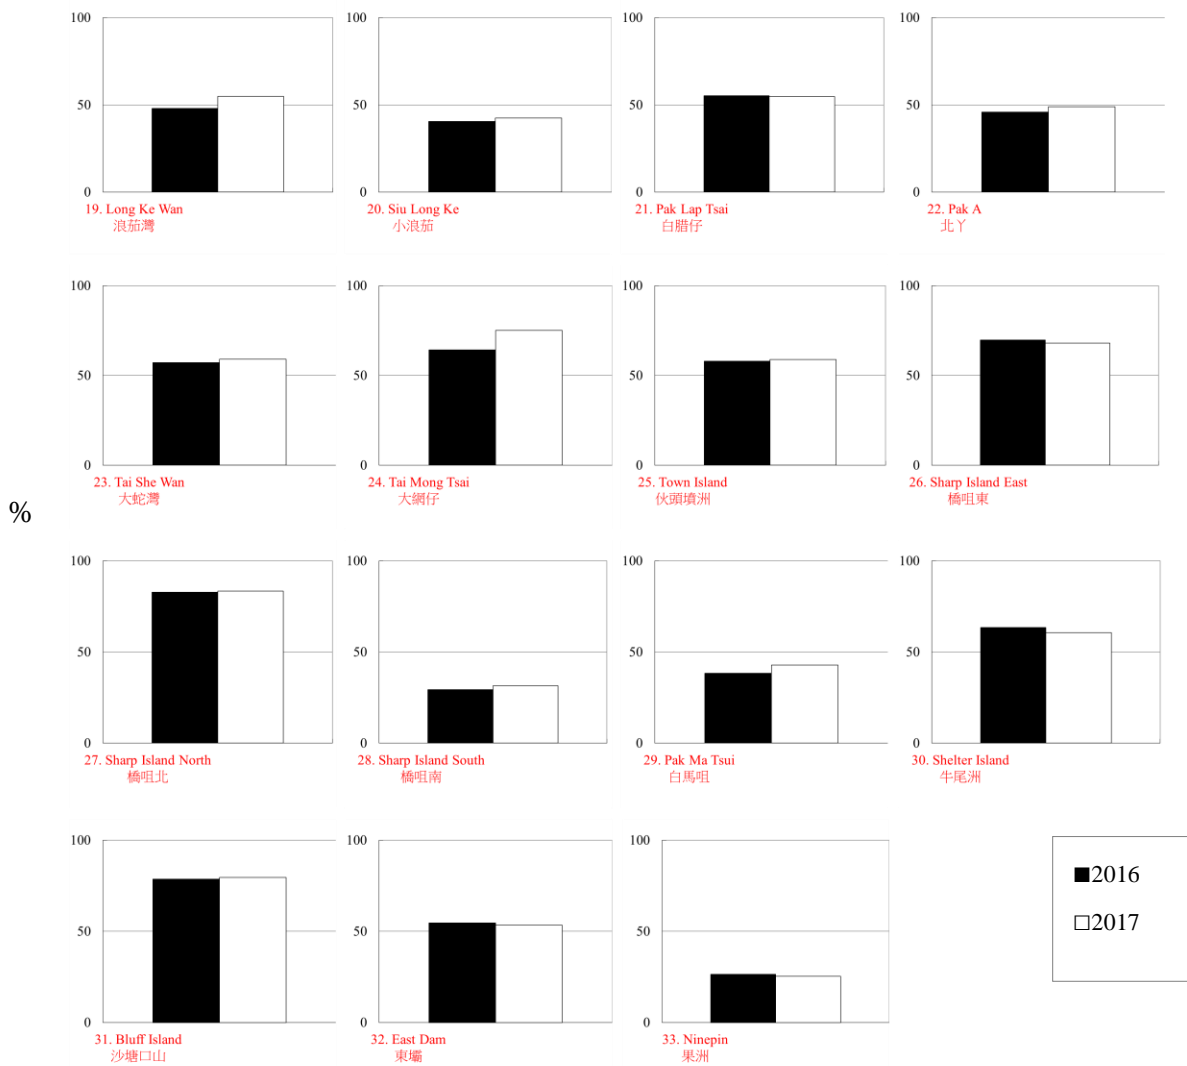 100
50
0
19. Long Ke Wan
浪茄灣
100
50
0
20. Siu Long Ke
小浪茄
100
50
0
21. Pak Lap Tsai
白腊仔
100
50
0
22. Pak A
北丫
100
50
0
23. Tai She Wan
大蛇灣
100
50
0
24. Tai Mong Tsai
大網仔
100
50
0
25. Town Island
伙頭墳洲
100
50
0
26. Sharp Island East
橋咀東
%
100
50
0
27. Sharp Island North
橋咀北
100
50
0
28. Sharp Island South
橋咀南
100
50
0
29. Pak Ma Tsui
白馬咀
100
50
0
30. Shelter Island
牛尾洲
100
50
0
31. Bluff Island
沙塘口山
100
50
0
32. East Dam
東壩
100
50
0
33. Ninepin
果洲
2016
2017